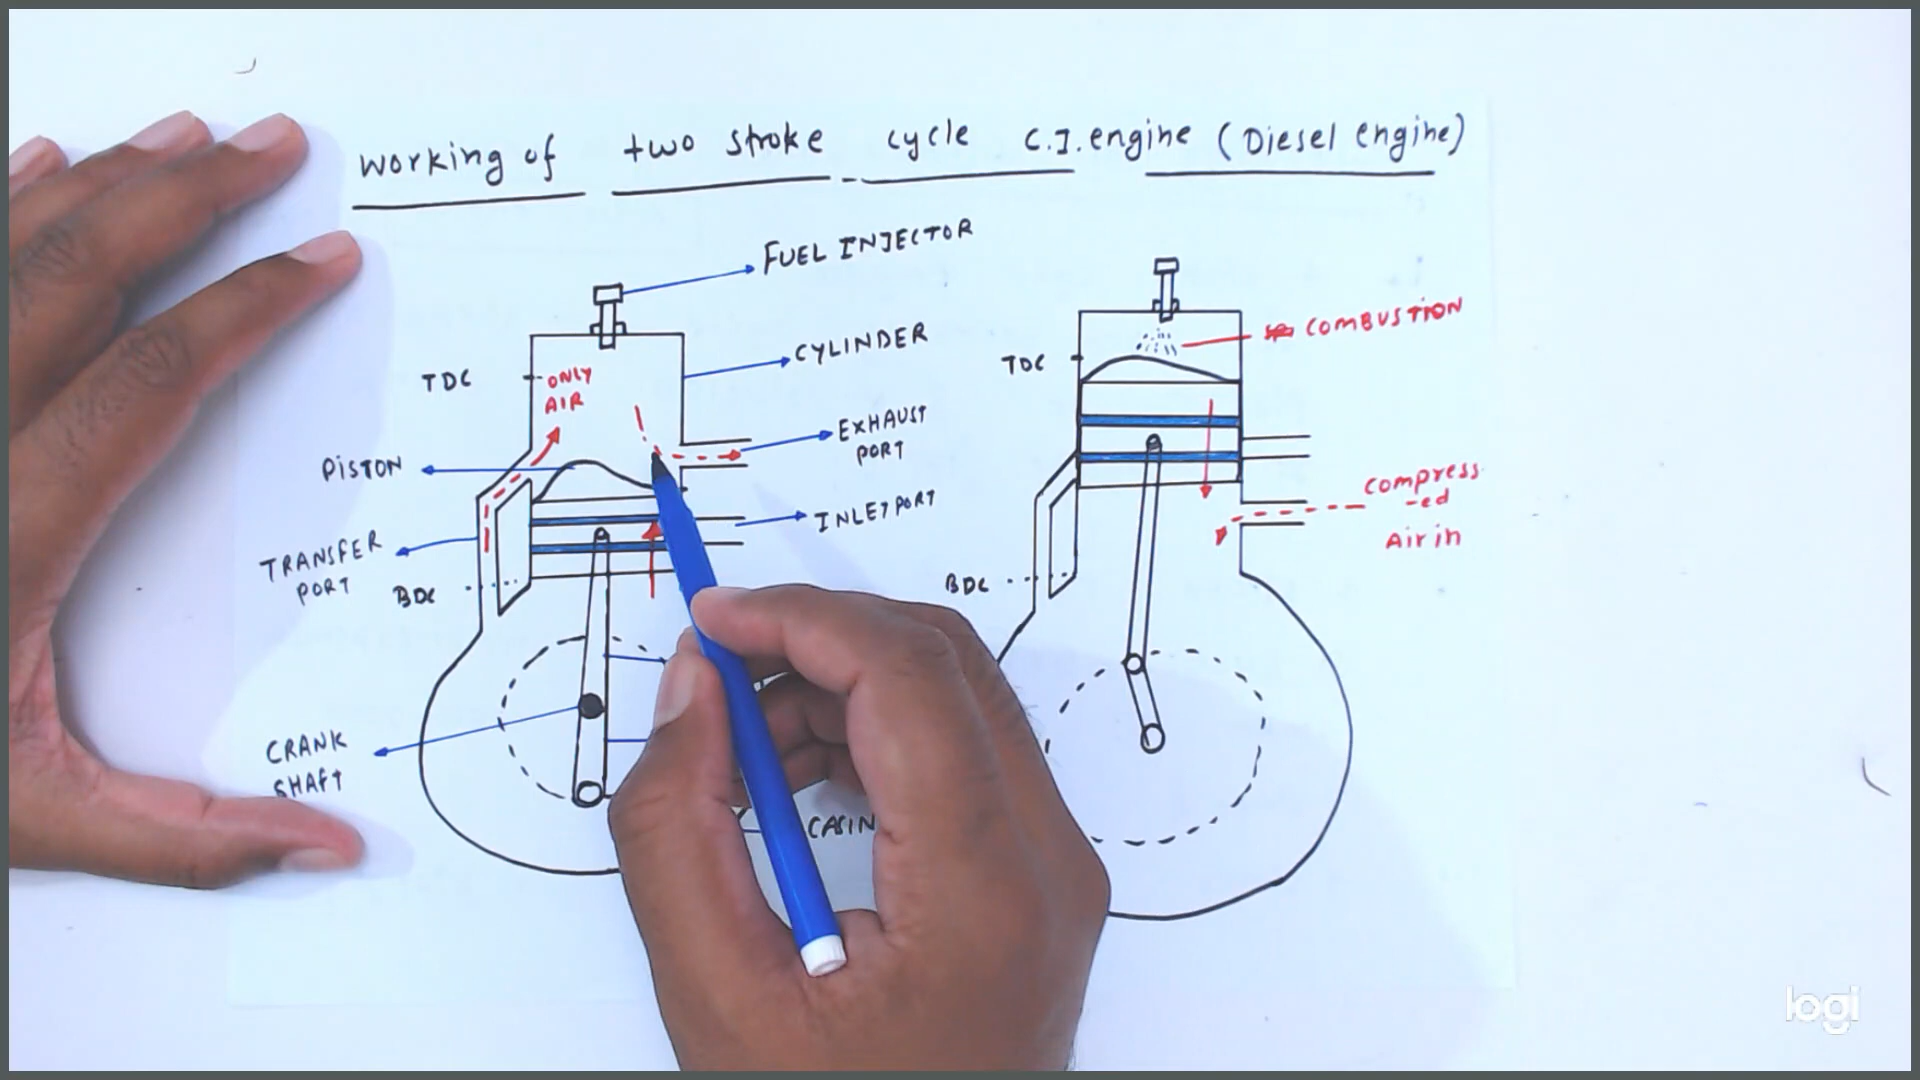 Working of two stroke cycle C.I. engine (Diesel Engine)
FUEL INJECTOR
CYLINDER
TDC
ONLY
AIR
EXHAUST
PORT
PISTON
INLET PORT
TRANSFER
PORT
BDC
CRANK
SHAFT
CASIN
COMBUSTION
TDC
Compress
-ed
Air in
BDC
logi